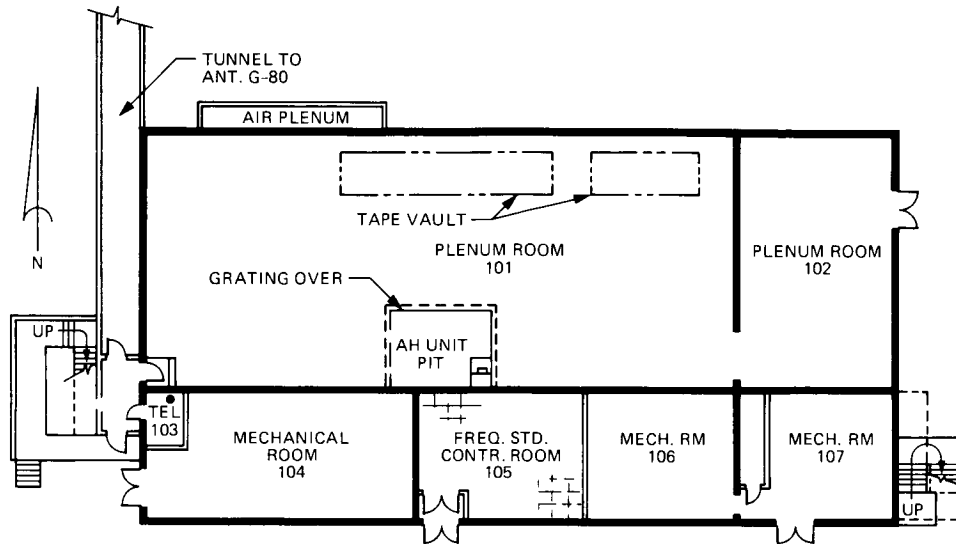 TUNNEL TO
ANT. G-80
AIR PLENUM
TAPE VAULT
PLENUM ROOM
101
PLENUM ROOM
102
N
GRATING OVER
UP
AH UNIT
PIT
TEL
103
MECHANICAL
ROOM
104
FREQ. STD.
CONTR. ROOM
105
MECH. RM
106
MECH. RM
107
UP